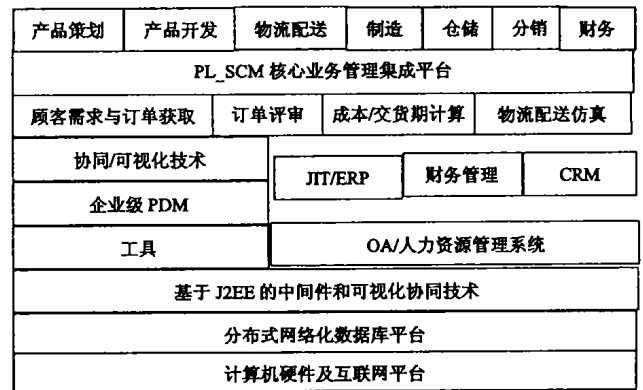 产品策划 产品开发 物流配送 制造 仓储 分销 财务
PL_SCM 核心业务管理集成平台
顾客需求与订单获取 订单评审 成本/交货期计算 物流配送仿真
协同/可视化技术
JIT/ERP 财务管理 CRM
企业级 PDM
工具 OA/人力资源管理系统
基于 J2EE 的中间件和可视化协同技术
分布式网络化数据库平台
计算机硬件及互联网平台